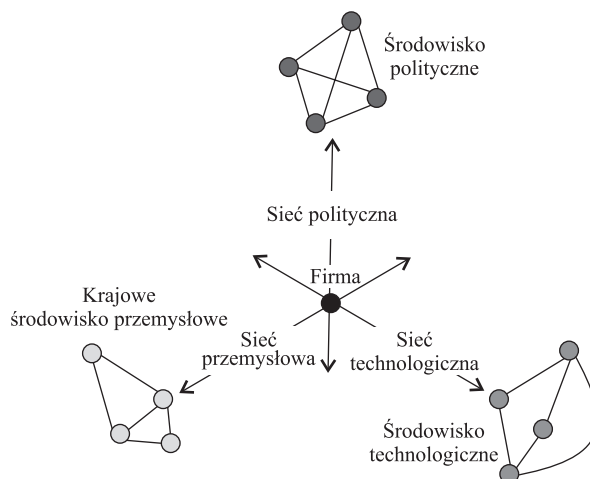 Środowisko
polityczne
Sieć polityczna
Firma
Krajowe
środowisko przemysłowe
Sieć
przemysłowa
Sieć
technologiczna
Środowisko
technologiczne